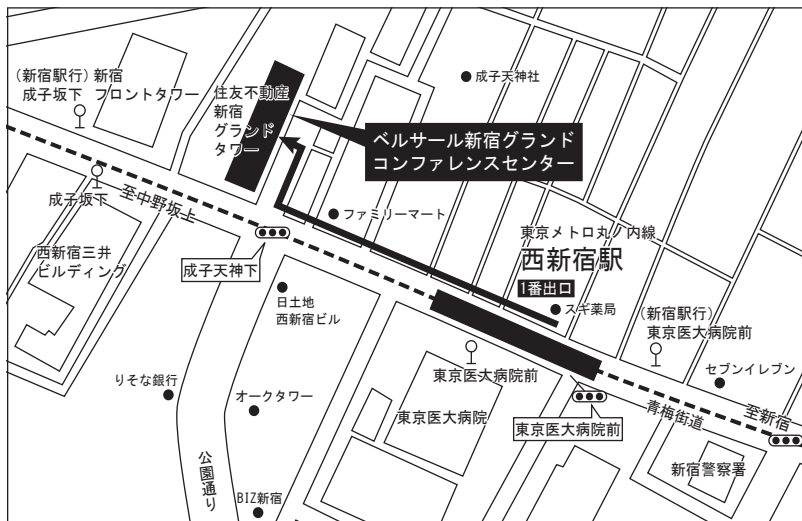 (新宿駅行)
成子坂下
新宿
フロントタワー
住友不動産
新宿
グランド
タワー
成子天神社
ベルサール新宿グランド
コンファレンスセンター
成子坂下
至中野坂上
ファミリーマート
西新宿三井
ビルディング
成子天神下
東京メトロ丸ノ内線
西新宿駅
1番出口
スギ薬局
日土地
西新宿ビル
(新宿駅行)
東京医大病院前
東京医大病院前
セブンイレブン
りそな銀行
オークタワー
東京医大病院
東京医大病院前
青梅街道
至新宿
公園通り
新宿警察署
BIZ新宿